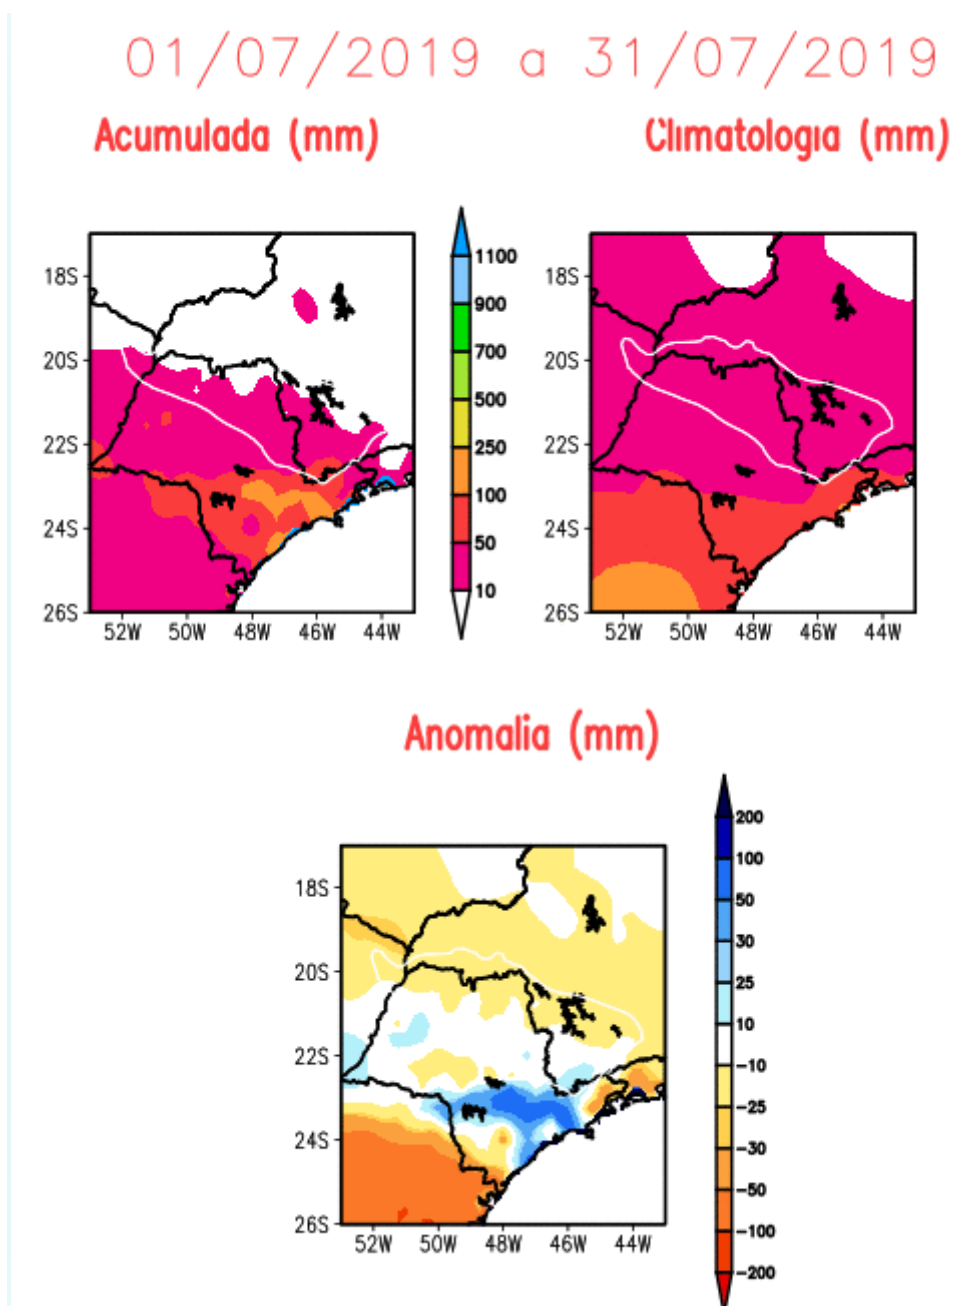 01/07/2019 a 31/07/2019
Acumulada (mm)
Climatologia (mm)
18S
20S
22S
24S
26S
52W 50W 48W 46W 44W
1100
900
700
500
250
100
50
10
18S
20S
22S
24S
26S
52W 50W 48W 46W 44W
Anomalia (mm)
18S
20S
22S
24S
26S
52W 50W 48W 46W 44W
200
100
50
30
25
10
-10
-25
-30
-50
-100
-200